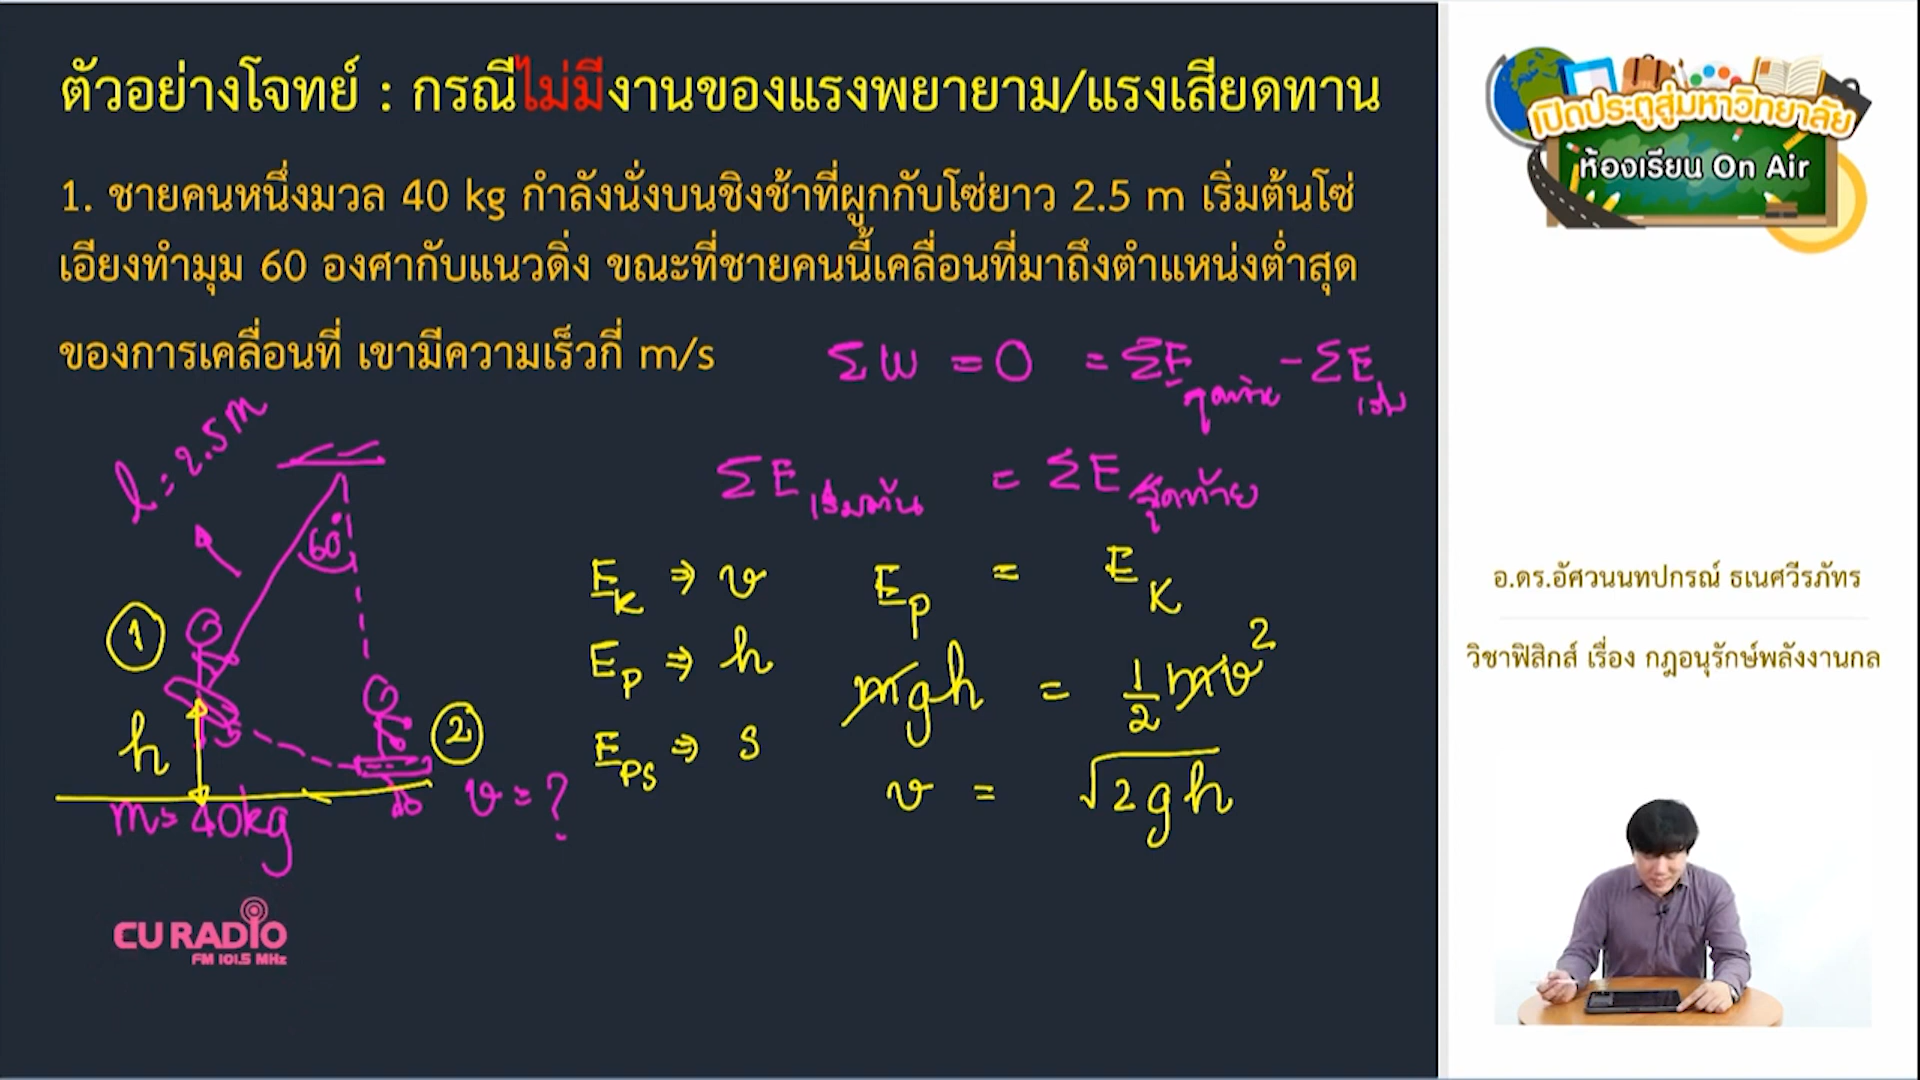 ตัวอย่างโจทย์ : กรณีไม่มีงานของแรงพยายาม/แรงเสียดทาน
1. ชายคนหนึ่งมวล 40 kg กำลังนั่งบนชิงช้าที่ผูกกับโซ่ยาว 2.5 m เริ่มต้นโซ่
เอียงทำมุม 60 องศากับแนวดิ่ง ขณะที่ชายคนนี้เคลื่อนที่มาถึงตำแหน่งต่ำสุด
ของการเคลื่อนที่ เขามีความเร็วกี่ m/s
ΣW = 0 = ΣE สุดท้าย - ΣE เริ่ม
l = 2.5 m
ΣE เริ่มต้น = ΣE สุดท้าย
60°
E_k ⇒ v
E_p = E_k
1
E_p ⇒ h
mgh = 1/2 mv²
h
2
E_ps ⇒ s
v = √2gh
m = 40 kg
v = ?
CU RADIO
FM 101.5 MHz
เปิดประตูสู่มหาวิทยาลัย
ห้องเรียน On Air
อ.ดร.อัศวนนทปกรณ์ ธเนศวีรภัทร
วิชาฟิสิกส์ เรื่อง กฎอนุรักษ์พลังงานกล